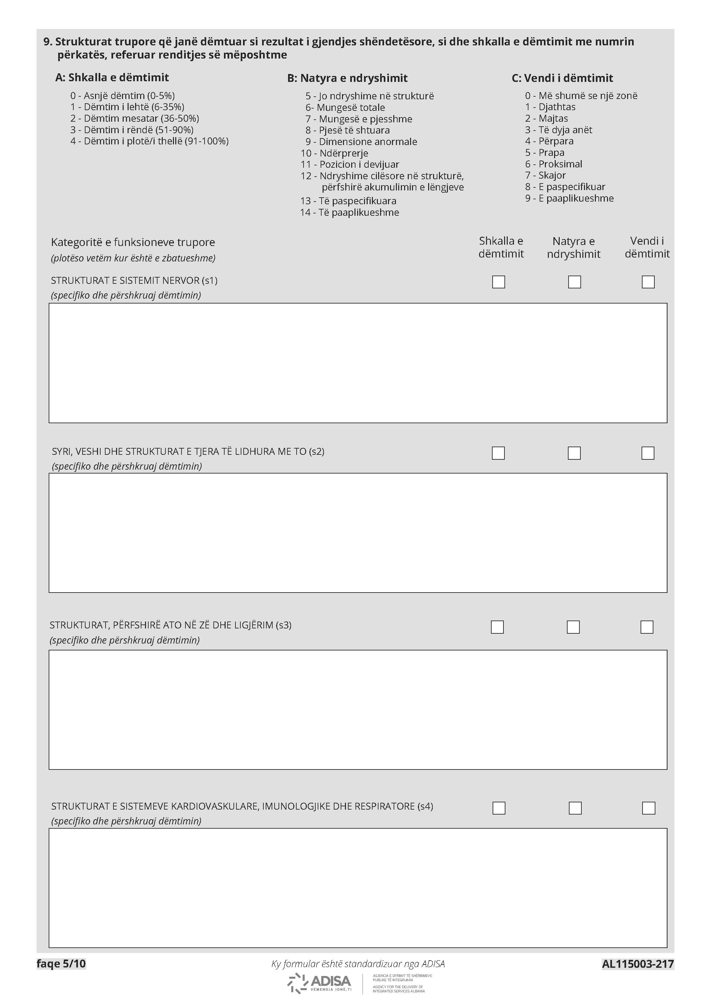 9. Strukturat trupore që janë dëmtuar si rezultat i gjendjes shëndetësore, si dhe shkalla e dëmtimit me numrin
përkatës, referuar renditjes së mëposhtme
A: Shkalla e dëmtimit
0 - Asnjë dëmtim (0-5%)
1 - Dëmtim i lehtë (6-35%)
2 - Dëmtim mesatar (36-50%)
3 - Dëmtim i rëndë (51-90%)
4 - Dëmtim i plotë/i thellë (91-100%)
B: Natyra e ndryshimit
5 - Jo ndryshime në strukturë
6- Mungesë totale
7 - Mungesë e pjesshme
8 - Pjesë të shtuara
9 - Dimensione anormale
10 - Ndërprerje
11 - Pozicion i devijuar
12 - Ndryshime cilësore në strukturë,
përfshirë akumulimin e lëngjeve
13 - Të paspecifikuara
14 - Të paaplikueshme
C: Vendi i dëmtimit
0 - Më shumë se një zonë
1 - Djathtas
2 - Majtas
3 - Të dyja anët
4 - Përpara
5 - Prapa
6 - Proksimal
7 - Skajor
8 - E paspecifikuar
9 - E paaplikueshme
Kategoritë e funksioneve trupore
(plotëso vetëm kur është e zbatueshme)
Shkalla e
dëmtimit
Natyra e
ndryshimit
Vendi i
dëmtimit
STRUKTURAT E SISTEMIT NERVOR (s1)
(specifiko dhe përshkruaj dëmtimin)
SYRI, VESHI DHE STRUKTURAT E TJERA TË LIDHURA ME TO (s2)
(specifiko dhe përshkruaj dëmtimin)
STRUKTURAT, PËRFSHIRË ATO NË ZË DHE LIGJËRIM (s3)
(specifiko dhe përshkruaj dëmtimin)
STRUKTURAT E SISTEMEVE KARDIOVASKULARE, IMUNOLOGJIKE DHE RESPIRATORE (s4)
(specifiko dhe përshkruaj dëmtimin)
faqe 5/10
Ky formular është standardizuar nga ADISA
AL115003-217
ADISA
VËMENDJA JONË, TI
AGJENCIA E OFRIMIT TË SHËRBIMEVE
PUBLIKE TË INTEGRUARA
AGENCY FOR THE DELIVERY OF
INTEGRATED SERVICES ALBANIA